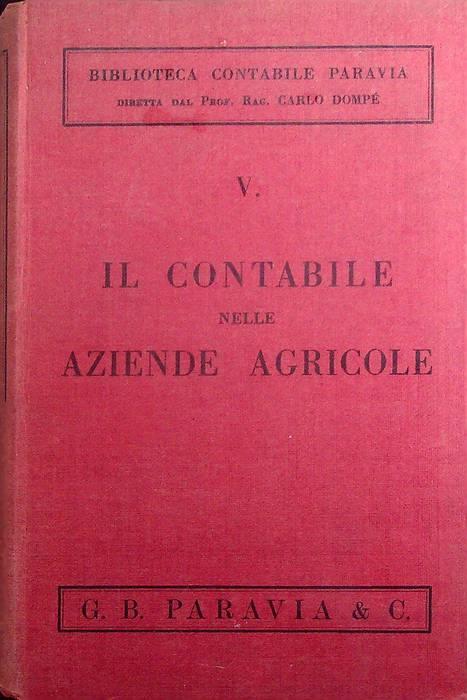 BIBLIOTECA CONTABILE PARAVIA
DIRETTA DAL PROF. RAG. CARLO DOMPÉ
V.
IL CONTABILE
NELLE
AZIENDE AGRICOLE
G. B. PARAVIA & C.